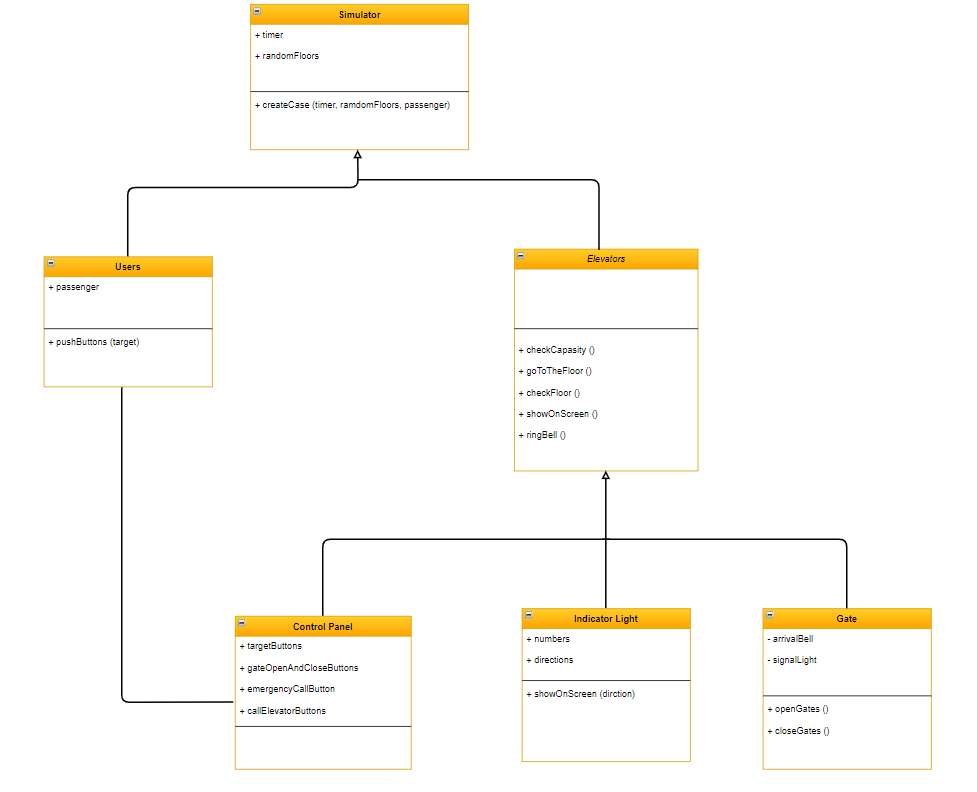 Simulator
+ timer
+ randomFloors
+ createCase (timer, ramdomFloors, passenger)
Users
+ passenger
+ pushButtons (target)
Elevators
+ checkCapasity ()
+ goToTheFloor ()
+ checkFloor ()
+ showOnScreen ()
+ ringBell ()
Control Panel
+ targetButtons
+ gateOpenAndCloseButtons
+ emergencyCallButton
+ callElevatorButtons
Indicator Light
+ numbers
+ directions
+ showOnScreen (dirction)
Gate
- arrivalBell
- signalLight
+ openGates ()
+ closeGates ()